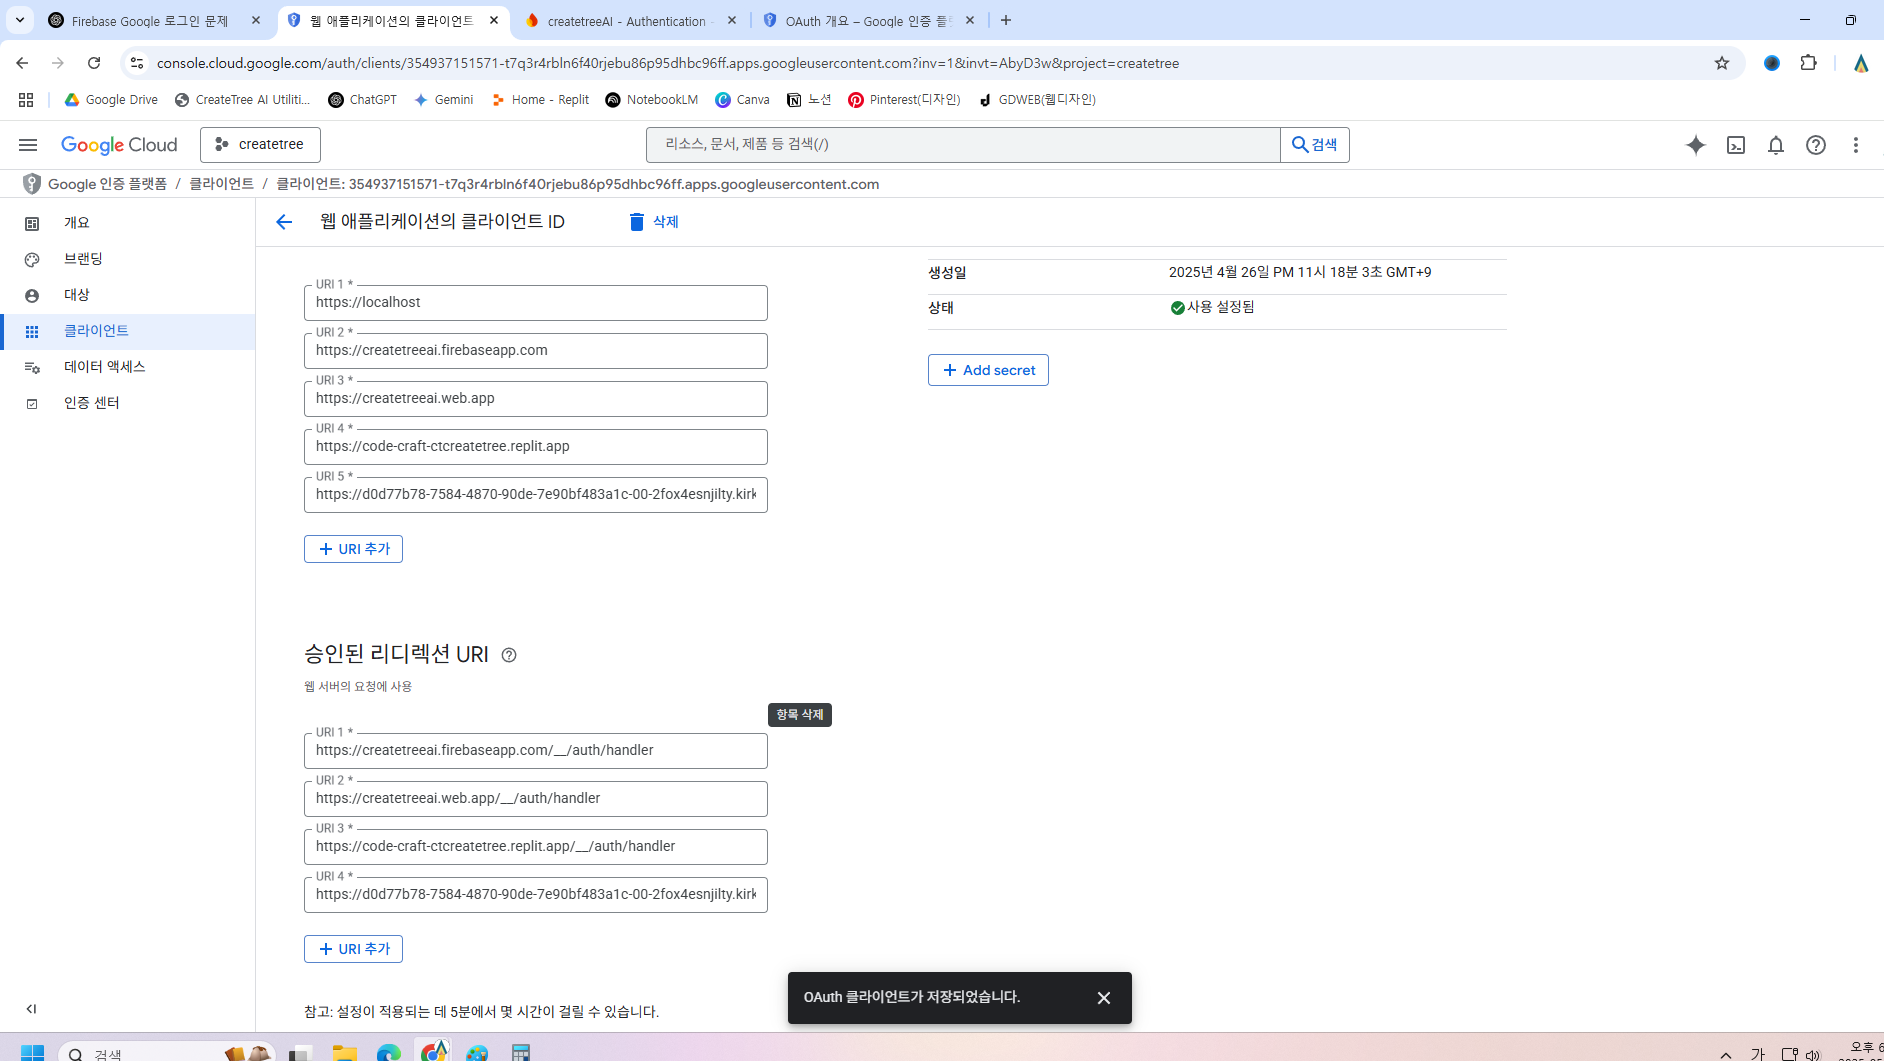 Firebase Google 로그인 문제
웹 애플리케이션의 클라이언트
createtreeAI - Authentication -
OAuth 개요 – Google 인증 플
console.cloud.google.com/auth/clients/354937151571-t7q3r4rbln6f40rjebu86p95dhbc96ff.apps.googleusercontent.com?inv=1&invt=AbyD3w&project=createtree
Google Drive
CreateTree AI Utiliti...
ChatGPT
Gemini
Home - Replit
NotebookLM
Canva
노션
Pinterest(디자인)
GDWEB(웹디자인)
Google Cloud
createtree
리소스, 문서, 제품 등 검색(/)
검색
Google 인증 플랫폼 / 클라이언트 / 클라이언트: 354937151571-t7q3r4rbln6f40rjebu86p95dhbc96ff.apps.googleusercontent.com
개요
브랜딩
대상
클라이언트
데이터 액세스
인증 센터
웹 애플리케이션의 클라이언트 ID
삭제
URI 1 *
https://localhost
URI 2 *
https://createtreeai.firebaseapp.com
URI 3 *
https://createtreeai.web.app
URI 4 *
https://code-craft-ctcreatetree.replit.app
URI 5 *
https://d0d77b78-7584-4870-90de-7e90bf483a1c-00-2fox4esnjilty.kirk
URI 추가
생성일 2025년 4월 26일 PM 11시 18분 3초 GMT+9
상태 사용 설정됨
Add secret
승인된 리디렉션 URI
웹 서버의 요청에 사용
항목 삭제
URI 1 *
https://createtreeai.firebaseapp.com/__/auth/handler
URI 2 *
https://createtreeai.web.app/__/auth/handler
URI 3 *
https://code-craft-ctcreatetree.replit.app/__/auth/handler
URI 4 *
https://d0d77b78-7584-4870-90de-7e90bf483a1c-00-2fox4esnjilty.kirk
URI 추가
참고: 설정이 적용되는 데 5분에서 몇 시간이 걸릴 수 있습니다.
OAuth 클라이언트가 저장되었습니다.
검색
가
오후 6